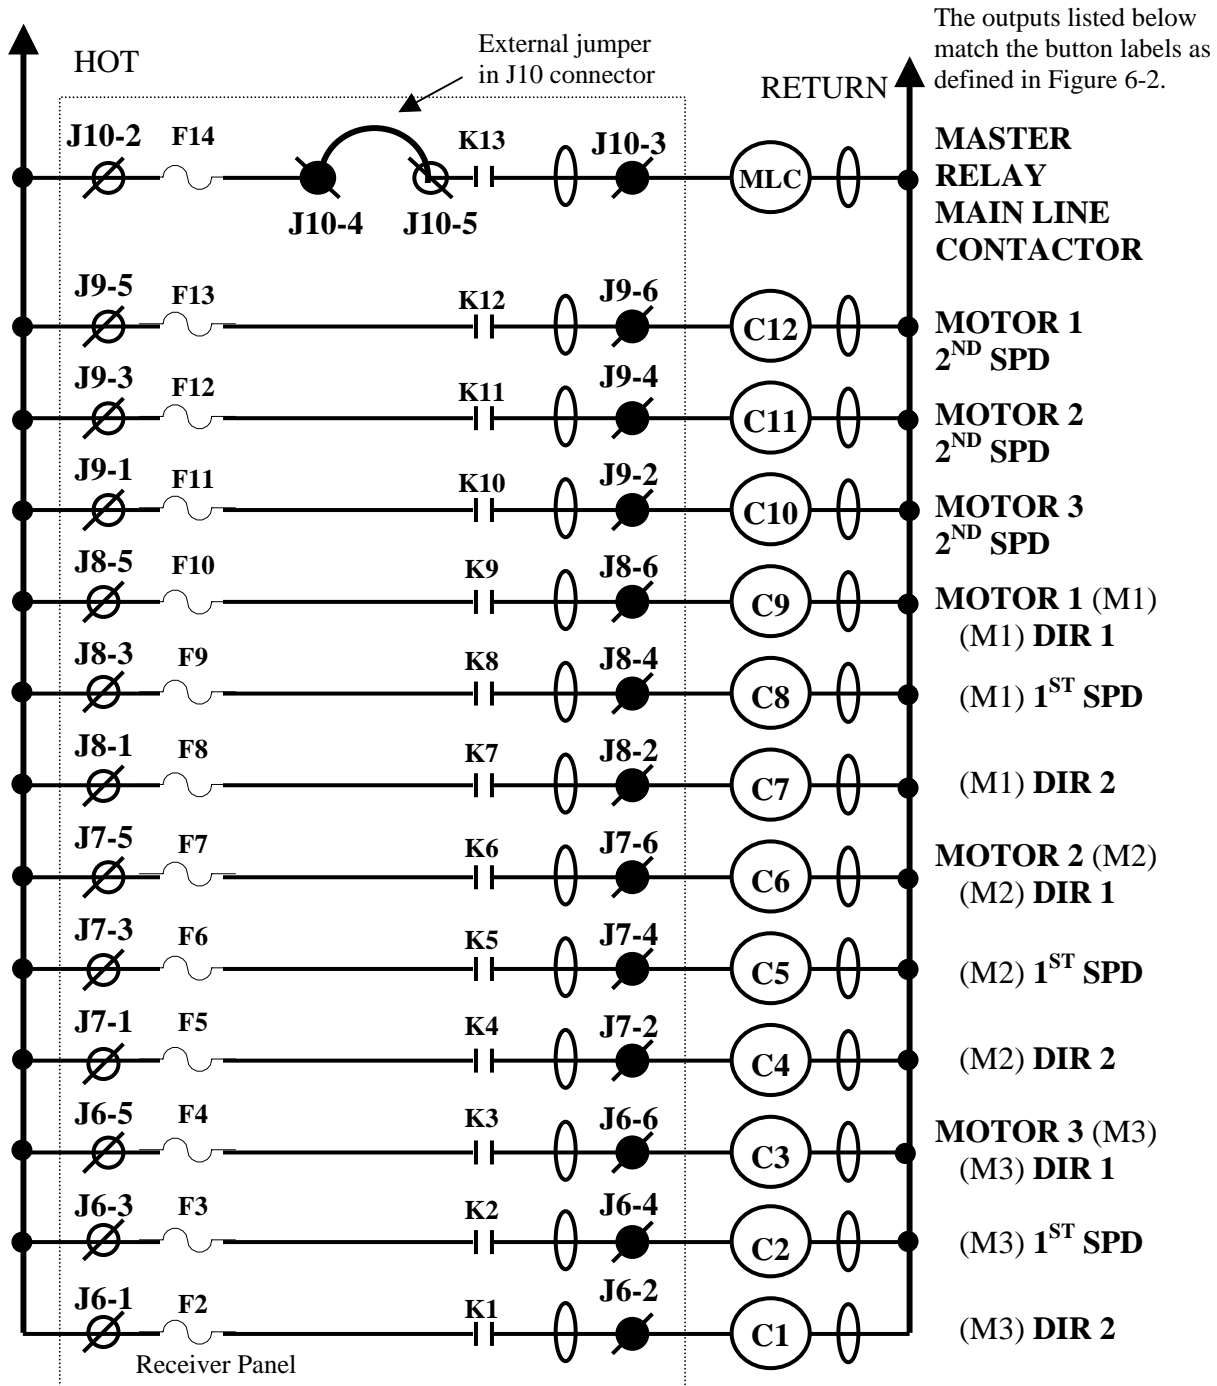 The outputs listed below
match the button labels as
defined in Figure 6-2.
HOT
External jumper
in J10 connector
RETURN
J10-2 F14 K13 J10-3
MLC
J10-4 J10-5
MASTER
RELAY
MAIN LINE
CONTACTOR
J9-5 F13 K12 J9-6
C12
MOTOR 1
2ND SPD
J9-3 F12 K11 J9-4
C11
MOTOR 2
2ND SPD
J9-1 F11 K10 J9-2
C10
MOTOR 3
2ND SPD
J8-5 F10 K9 J8-6
C9
MOTOR 1 (M1)
(M1) DIR 1
J8-3 F9 K8 J8-4
C8
(M1) 1ST SPD
J8-1 F8 K7 J8-2
C7
(M1) DIR 2
J7-5 F7 K6 J7-6
C6
MOTOR 2 (M2)
(M2) DIR 1
J7-3 F6 K5 J7-4
C5
(M2) 1ST SPD
J7-1 F5 K4 J7-2
C4
(M2) DIR 2
J6-5 F4 K3 J6-6
C3
MOTOR 3 (M3)
(M3) DIR 1
J6-3 F3 K2 J6-4
C2
(M3) 1ST SPD
J6-1 F2 K1 J6-2
C1
(M3) DIR 2
Receiver Panel